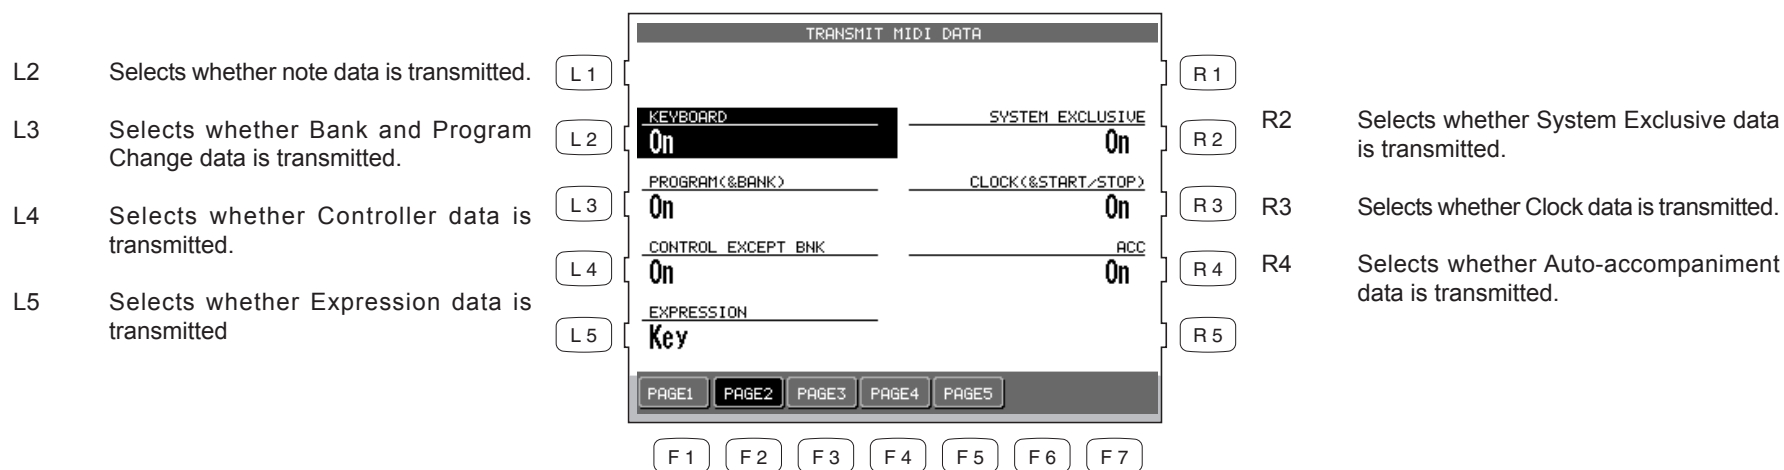 L2 Selects whether note data is transmitted.
L3 Selects whether Bank and Program
Change data is transmitted.
L4 Selects whether Controller data is
transmitted.
L5 Selects whether Expression data is
transmitted
TRANSMIT MIDI DATA
L 1
R 1
L 2
KEYBOARD
On
SYSTEM EXCLUSIVE
On
R 2
L 3
PROGRAM(&BANK)
On
CLOCK(&START/STOP)
On
R 3
L 4
CONTROL EXCEPT BNK
On
ACC
On
R 4
L 5
EXPRESSION
Key
R 5
PAGE1 PAGE2 PAGE3 PAGE4 PAGE5
F 1 F 2 F 3 F 4 F 5 F 6 F 7
R2 Selects whether System Exclusive data
is transmitted.
R3 Selects whether Clock data is transmitted.
R4 Selects whether Auto-accompaniment
data is transmitted.